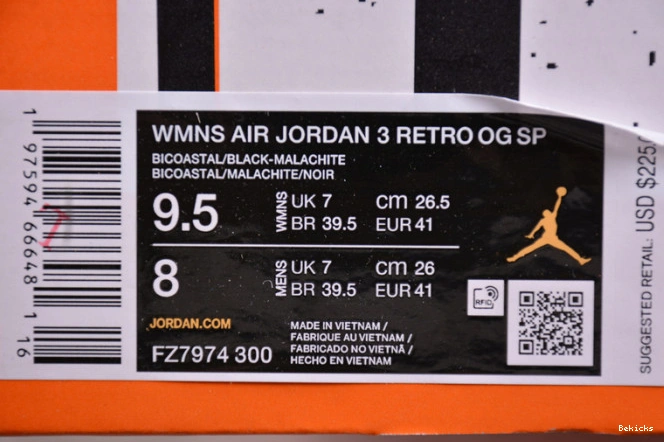 WMNS AIR JORDAN 3 RETRO OG SP
BICOASTAL/BLACK-MALACHITE
BICOASTAL/MALACHITE/NOIR
9.5 WMNS UK 7 cm 26.5
BR 39.5 EUR 41
8 MENS UK 7 cm 26
BR 39.5 EUR 41
JORDAN.COM
FZ7974 300
MADE IN VIETNAM /
FABRIQUE AU VIETNAM /
FABRICADO NO VIETNÃ /
HECHO EN VIETNAM
RFID
1 97594 66648 1
16
SUGGESTED RETAIL: USD $225.
Bekicks